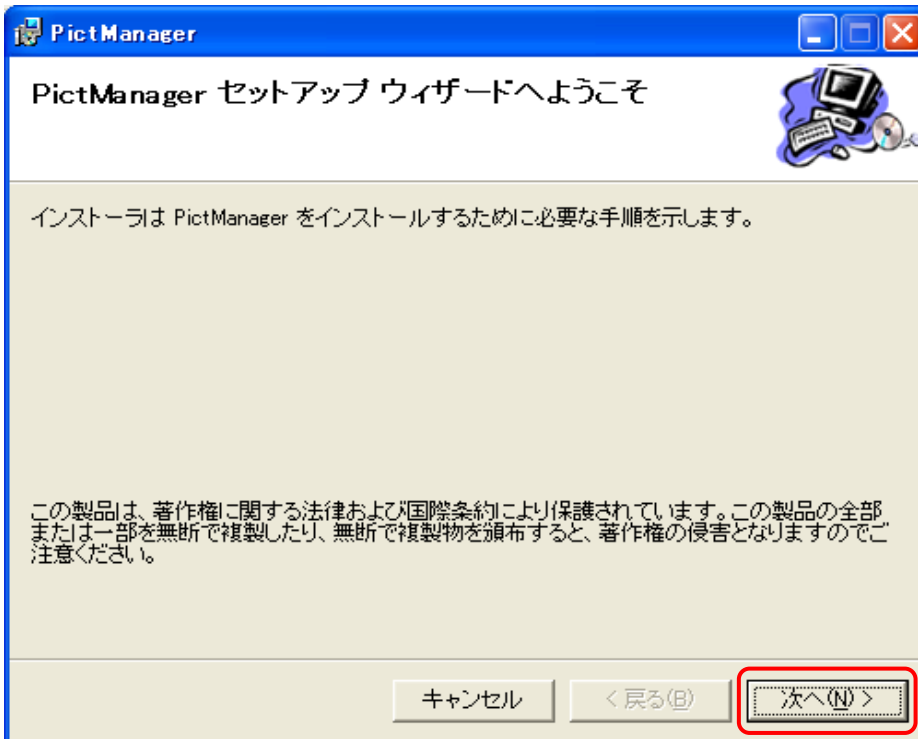 PictManager
PictManager セットアップ ウィザードへようこそ
インストーラは PictManager をインストールするために必要な手順を示します。
この製品は、著作権に関する法律および国際条約により保護されています。この製品の全部
または一部を無断で複製したり、無断で複製物を頒布すると、著作権の侵害となりますのでご
注意ください。
キャンセル
< 戻る(B)
次へ(N) >